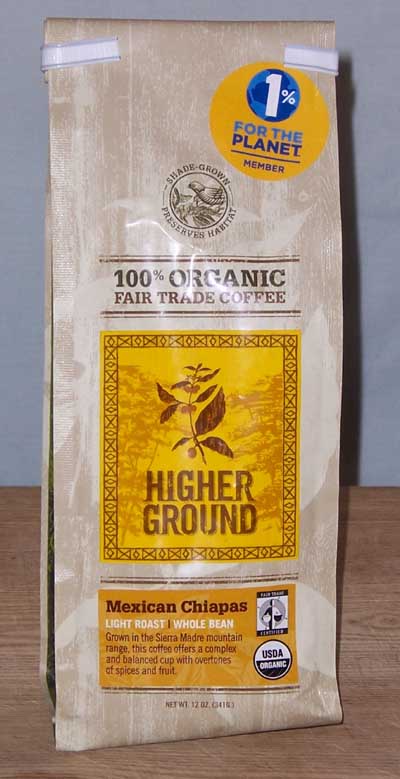 1%
FOR THE
PLANET
MEMBER
SHADE-GROWN
PRESERVES HABITAT
100% ORGANIC
FAIR TRADE COFFEE
HIGHER
GROUND
Mexican Chiapas
LIGHT ROAST | WHOLE BEAN
Grown in the Sierra Madre mountain
range, this coffee offers a complex
and balanced cup with overtones
of spices and fruit.
FAIR TRADE
CERTIFIED
USDA
ORGANIC
NET WT. 12 OZ. (341G.)